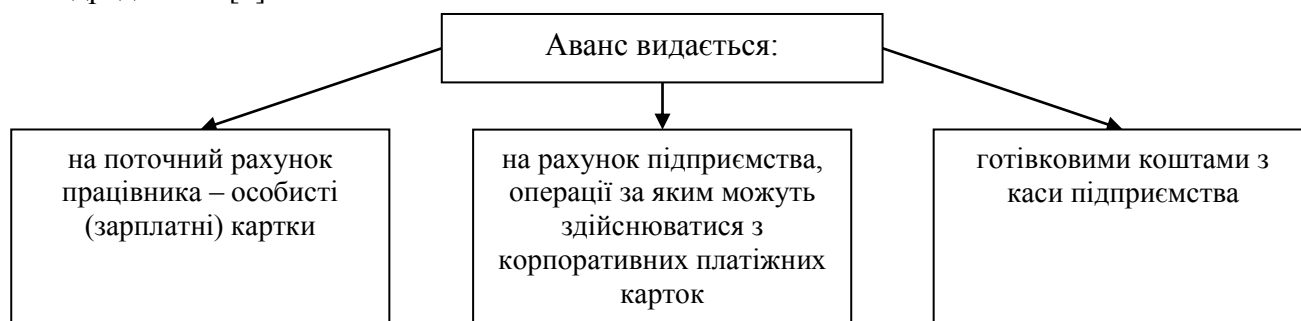 Аванс видається:
на поточний рахунок
працівника – особисті
(зарплатні) картки
на рахунок підприємства,
операції за яким можуть
здійснюватися з
корпоративних платіжних
карток
готівковими коштами з
каси підприємства